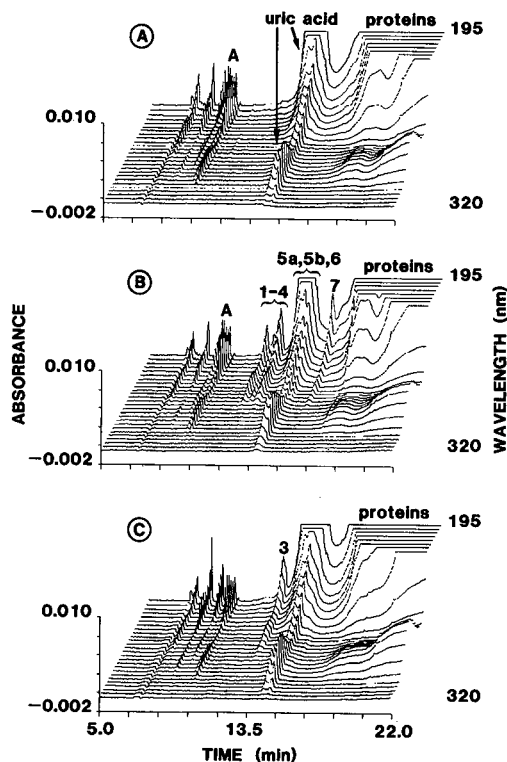 A
uric acid
proteins
195
A
0.010
−0.002
320
B
5a,5b,6
proteins
195
1-4
7
A
0.010
−0.002
320
ABSORBANCE
WAVELENGTH (nm)
C
proteins
195
3
0.010
−0.002
320
5.0
13.5
22.0
TIME (min)